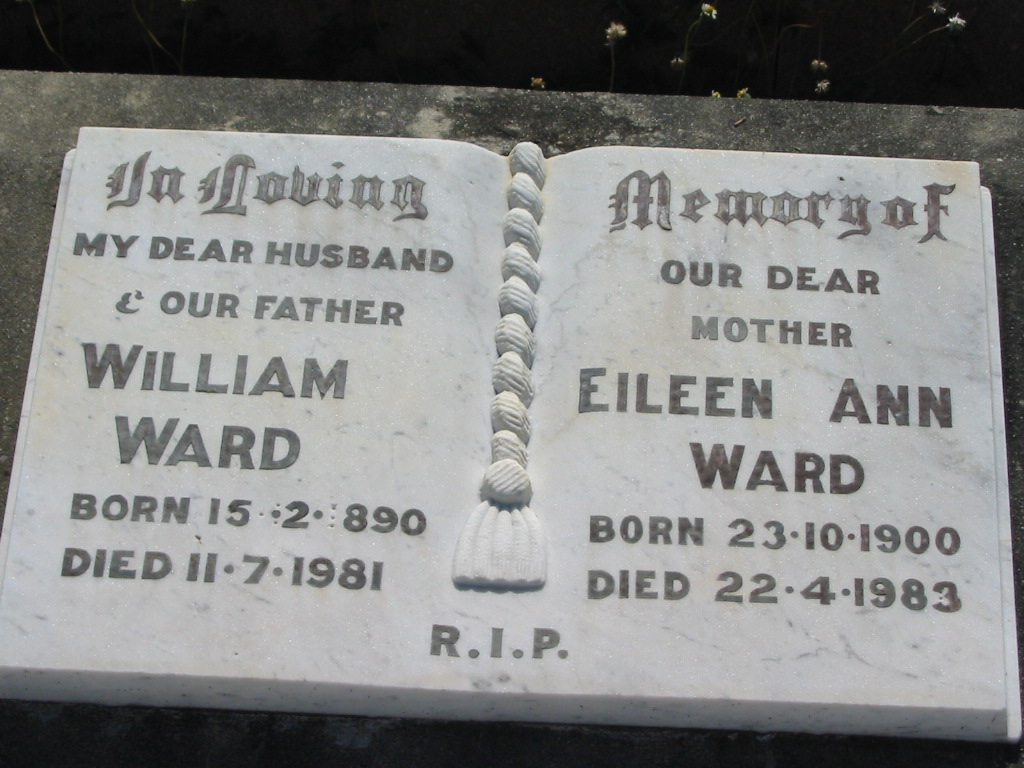 In Loving
MY DEAR HUSBAND
& OUR FATHER
WILLIAM
WARD
BORN 15·2·1890
DIED 11·7·1981
Memory of
OUR DEAR
MOTHER
EILEEN ANN
WARD
BORN 23·10·1900
DIED 22·4·1983
R.I.P.